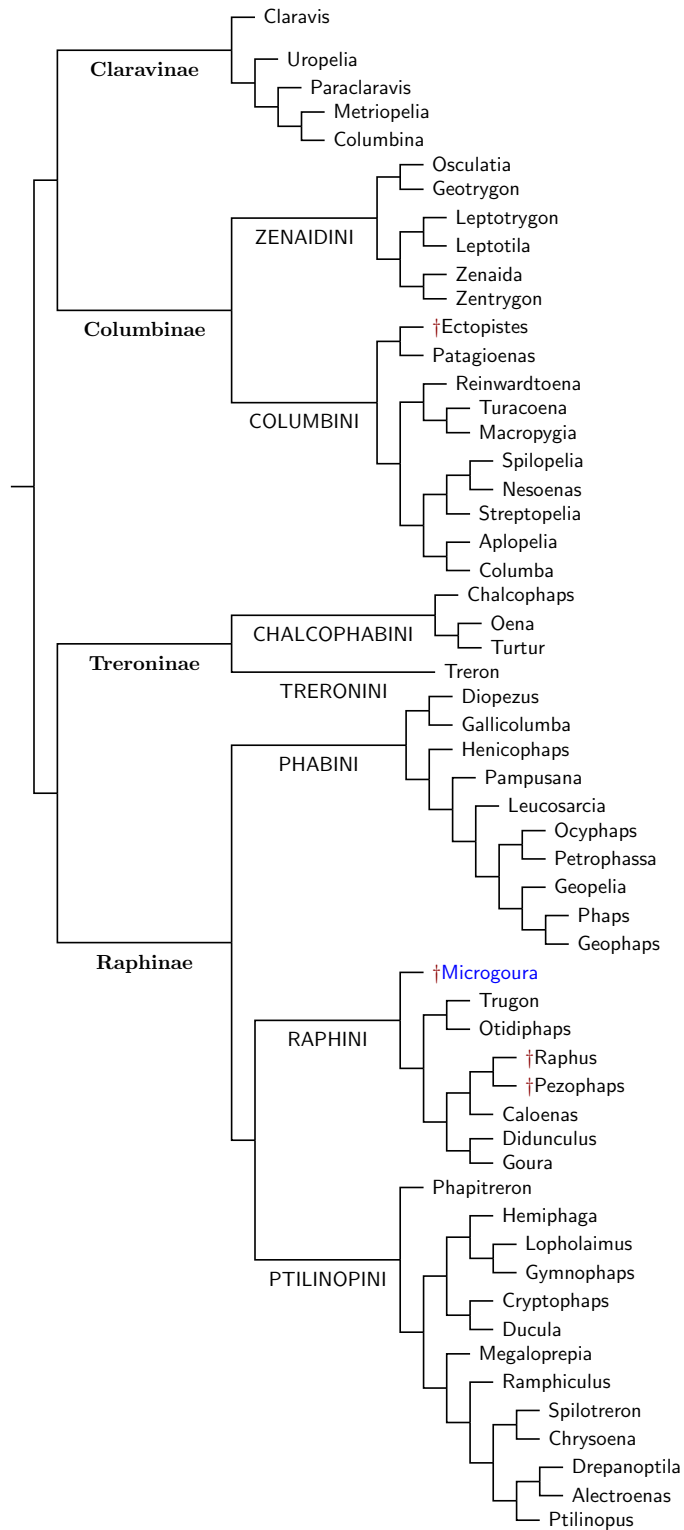 Claravis
Claravinae
Uropelia
Paraclaravis
Metriopelia
Columbina
Osculatia
Geotrygon
Leptotrygon
ZENAIDINI
Leptotila
Zenaida
Zentrygon
Columbinae
†Ectopistes
Patagioenas
Reinwardtoena
Turacoena
COLUMBINI
Macropygia
Spilopelia
Nesoenas
Streptopelia
Aplopelia
Columba
Chalcophaps
Oena
CHALCOPHABINI
Turtur
Treroninae
Treron
TRERONINI
Diopezus
Gallicolumba
Henicophaps
PHABINI
Pampusana
Leucosarcia
Ocyphaps
Petrophassa
Geopelia
Phaps
Geophaps
Raphinae
†Microgoura
Trugon
Otidiphaps
RAPHINI
†Raphus
†Pezophaps
Caloenas
Didunculus
Goura
Phapitreron
Hemiphaga
Lopholaimus
Gymnophaps
PTILINOPINI
Cryptophaps
Ducula
Megaloprepia
Ramphiculus
Spilotreron
Chrysoena
Drepanoptila
Alectroenas
Ptilinopus